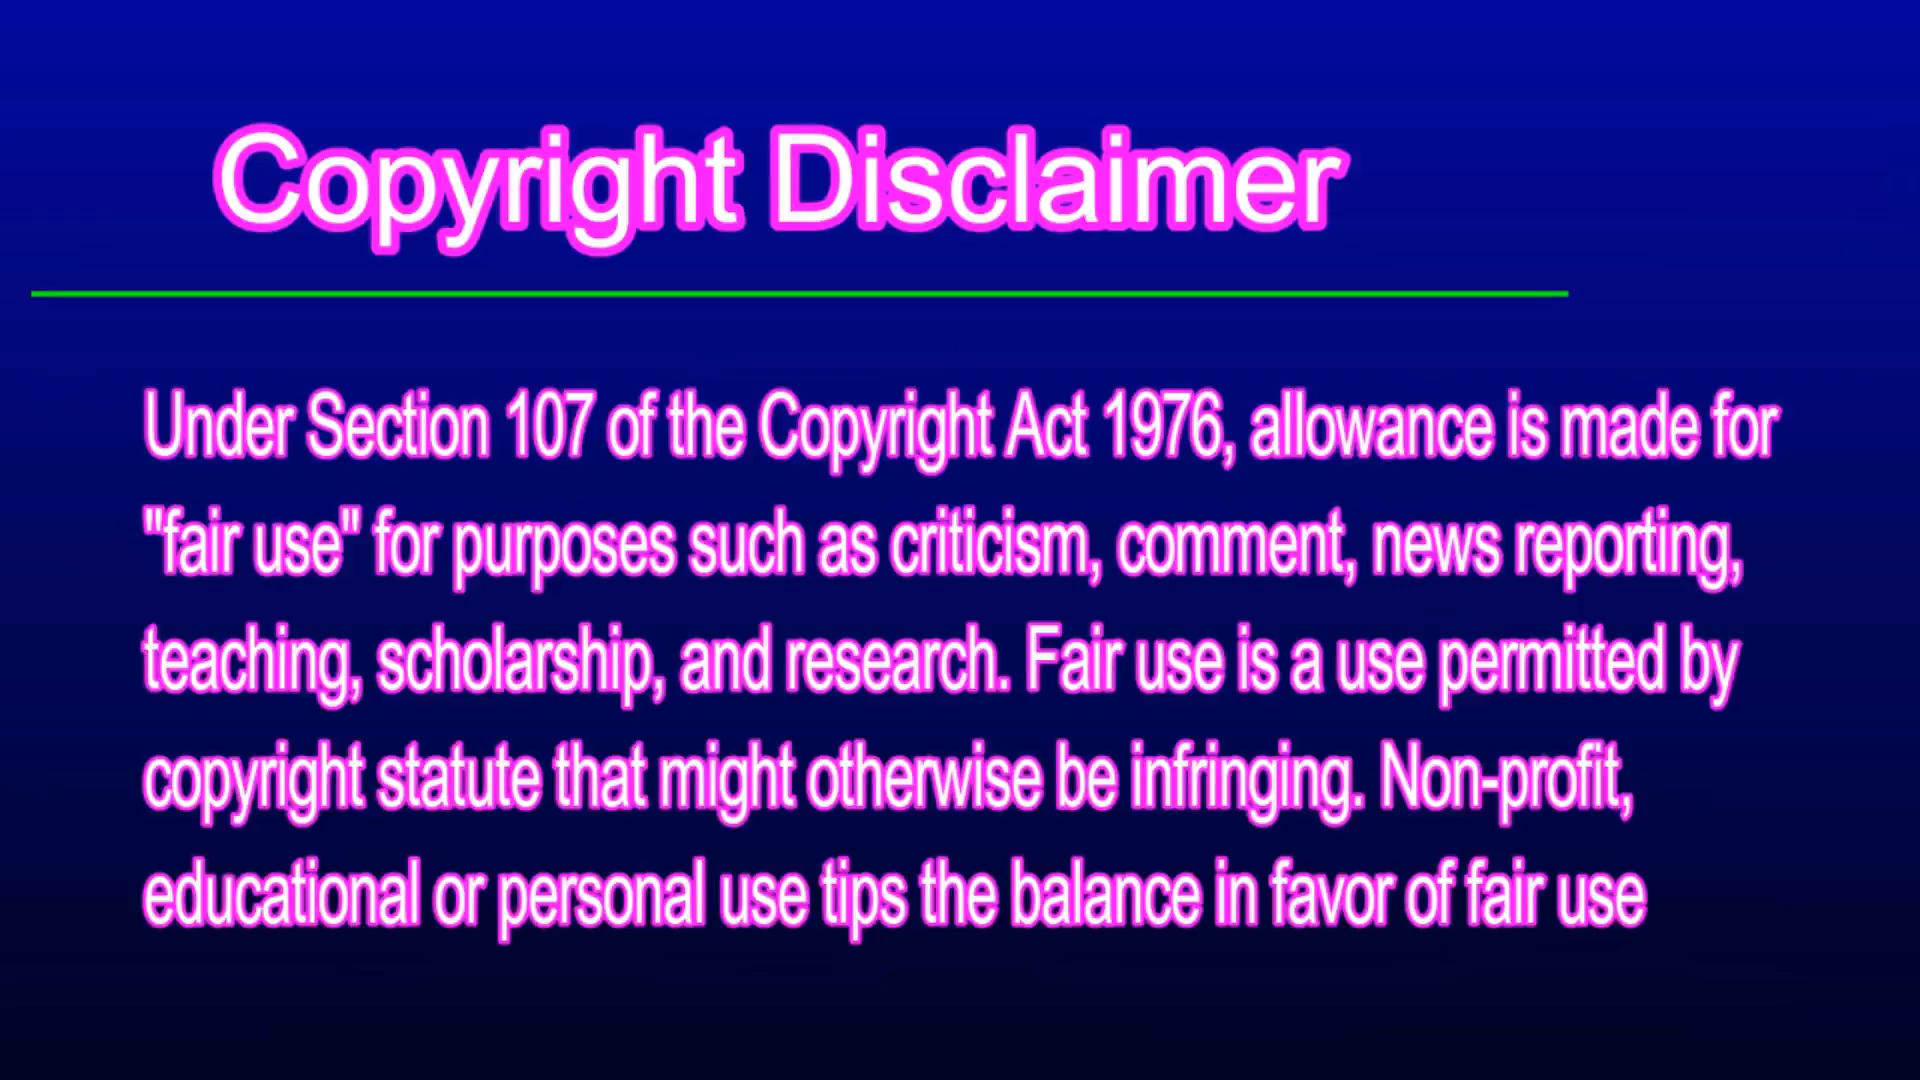 Copyright Disclaimer
Under Section 107 of the Copyright Act 1976, allowance is made for
"fair use" for purposes such as criticism, comment, news reporting,
teaching, scholarship, and research. Fair use is a use permitted by
copyright statute that might otherwise be infringing. Non-profit,
educational or personal use tips the balance in favor of fair use